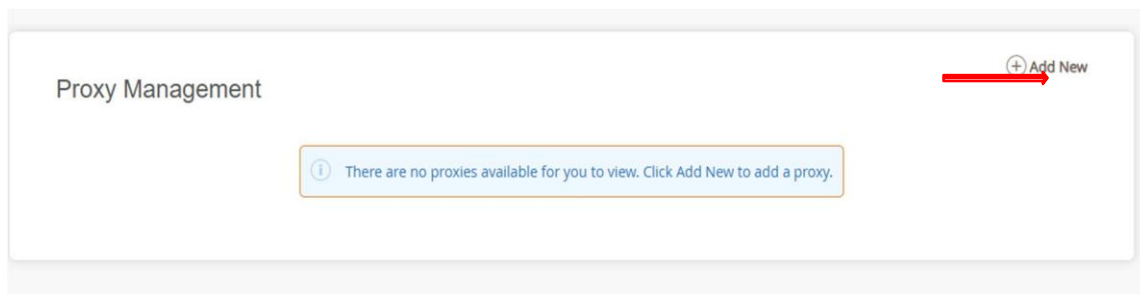 Add New
Proxy Management
There are no proxies available for you to view. Click Add New to add a proxy.